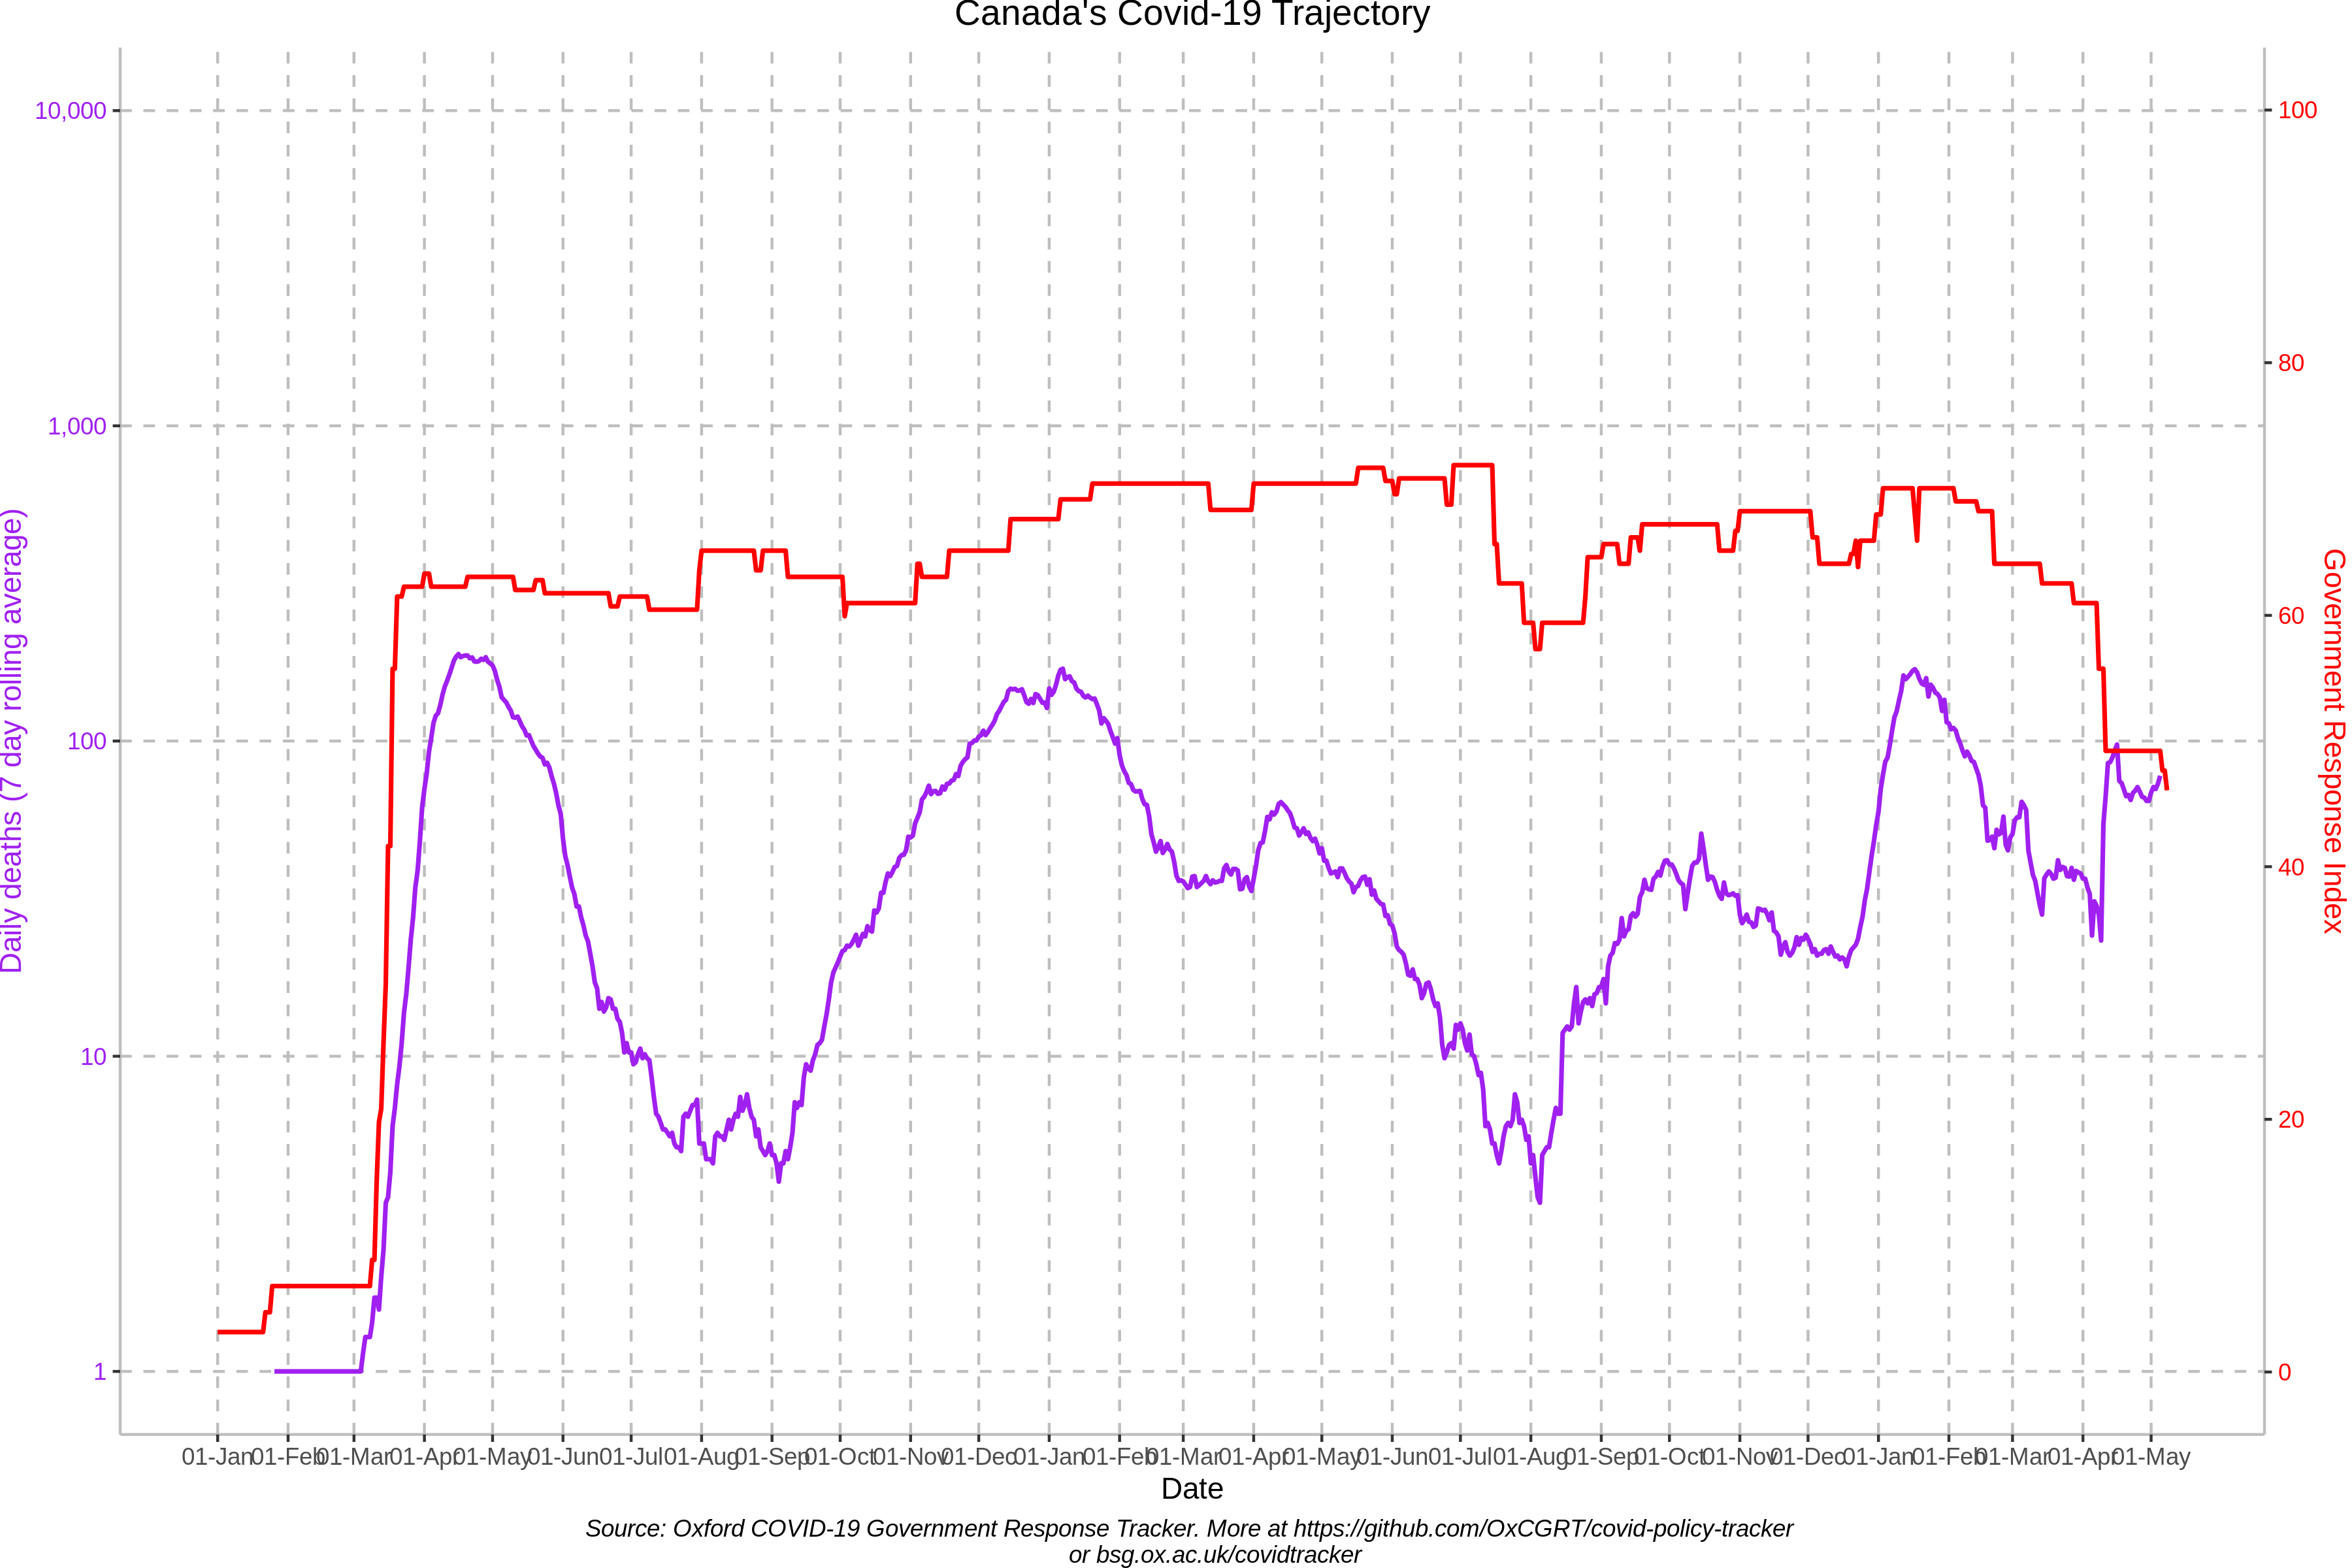 Canada's Covid-19 Trajectory
10,000
1,000
100
10
1
Daily deaths (7 day rolling average)
100
80
60
40
20
0
Government Response Index
01-Jan 01-Feb 01-Mar 01-Apr 01-May 01-Jun 01-Jul 01-Aug 01-Sep 01-Oct 01-Nov 01-Dec 01-Jan 01-Feb 01-Mar 01-Apr 01-May 01-Jun 01-Jul 01-Aug 01-Sep 01-Oct 01-Nov 01-Dec 01-Jan 01-Feb 01-Mar 01-Apr 01-May
Date
Source: Oxford COVID-19 Government Response Tracker. More at https://github.com/OxCGRT/covid-policy-tracker
or bsg.ox.ac.uk/covidtracker